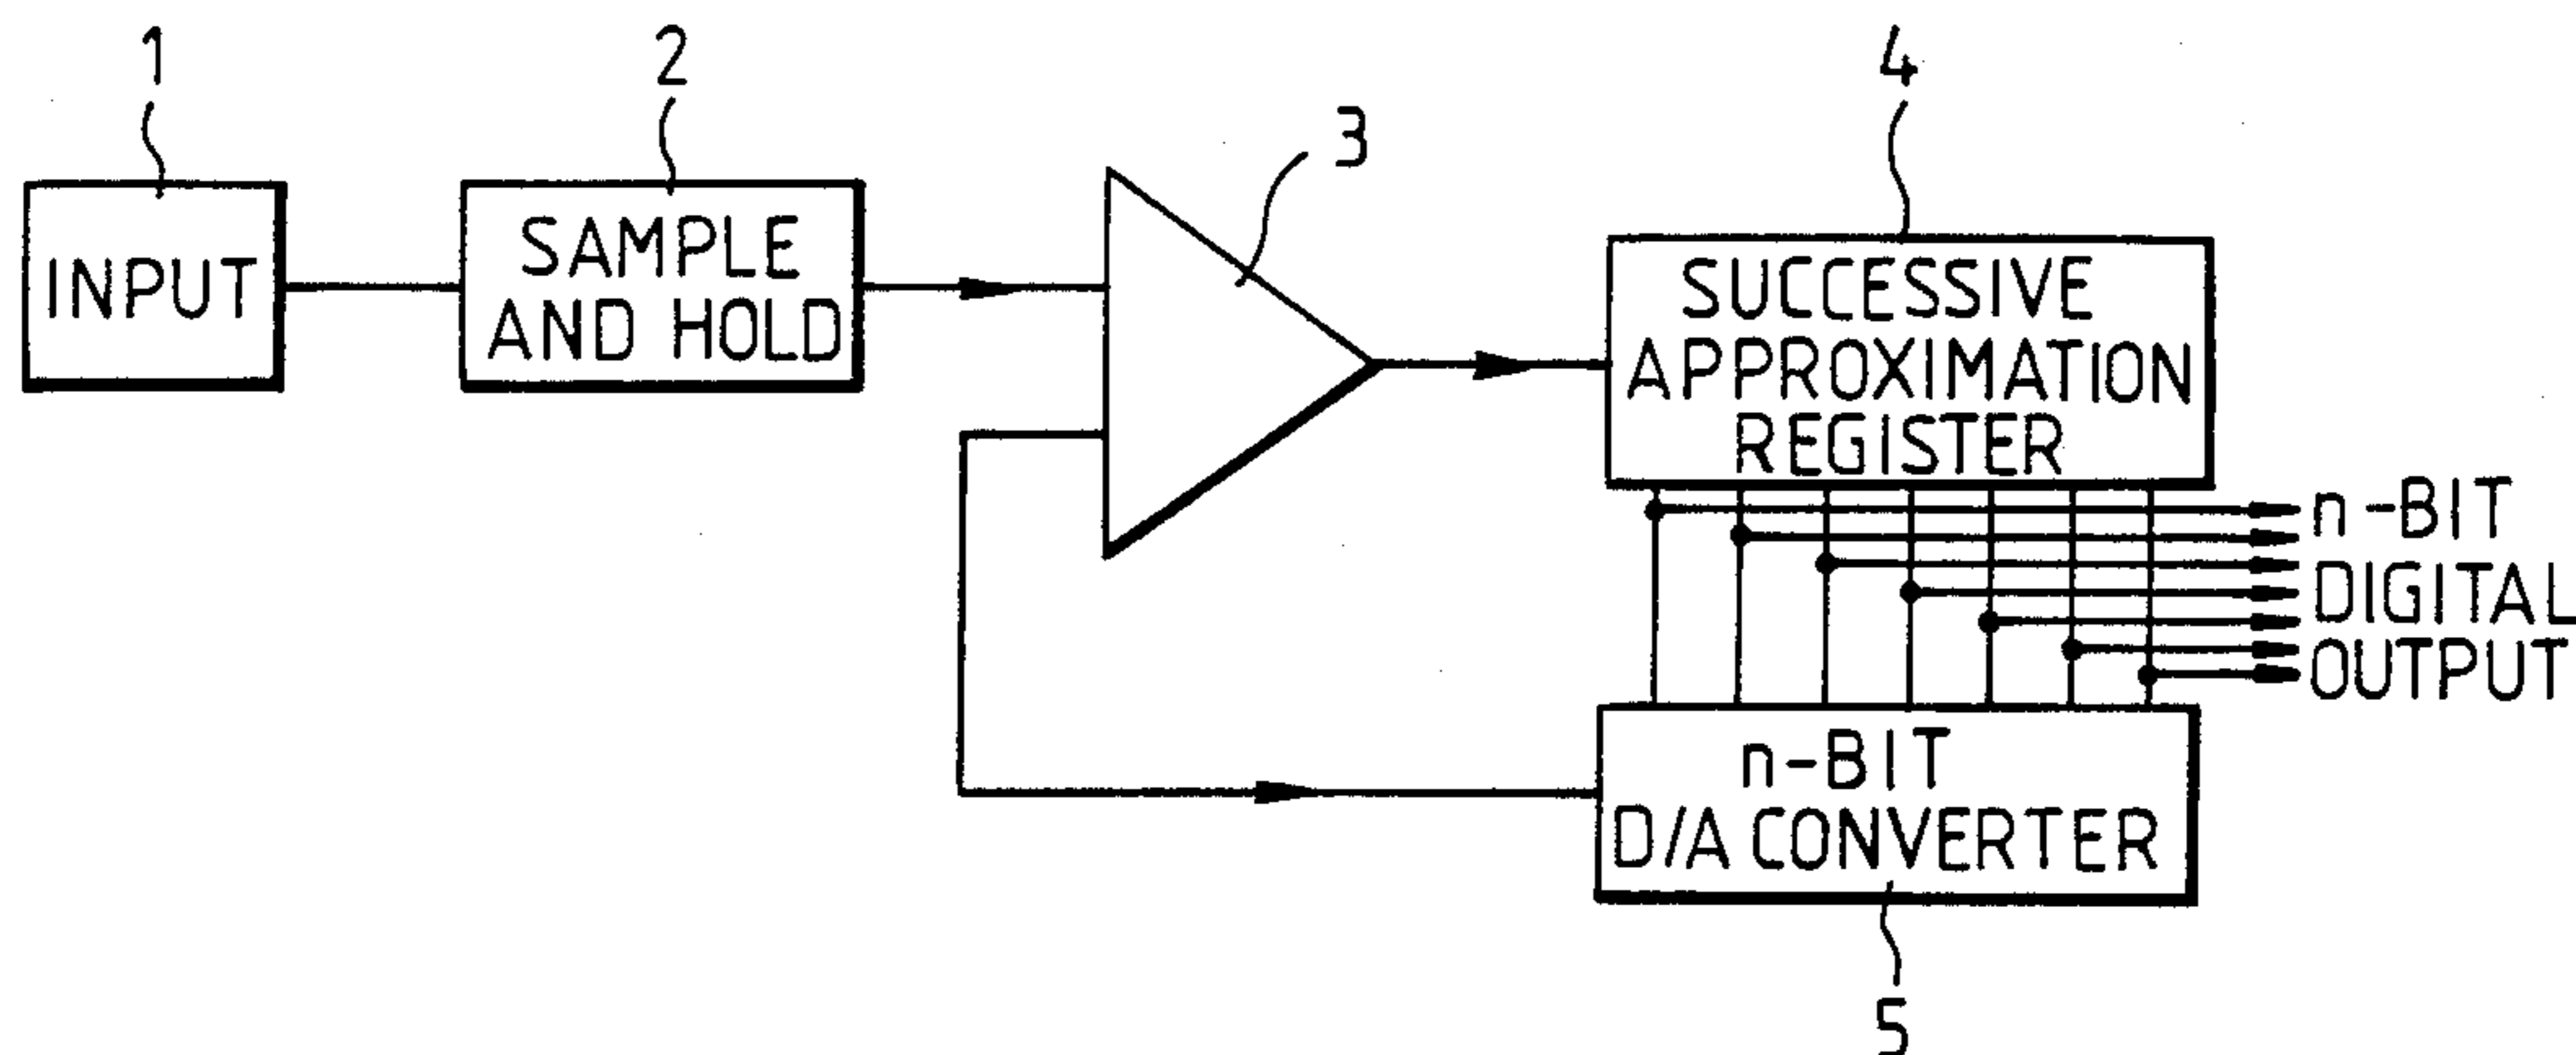 1
2
3
4
INPUT
SAMPLE
AND HOLD
SUCCESSIVE
APPROXIMATION
REGISTER
n-BIT
DIGITAL
OUTPUT
n-BIT
D/A CONVERTER
5